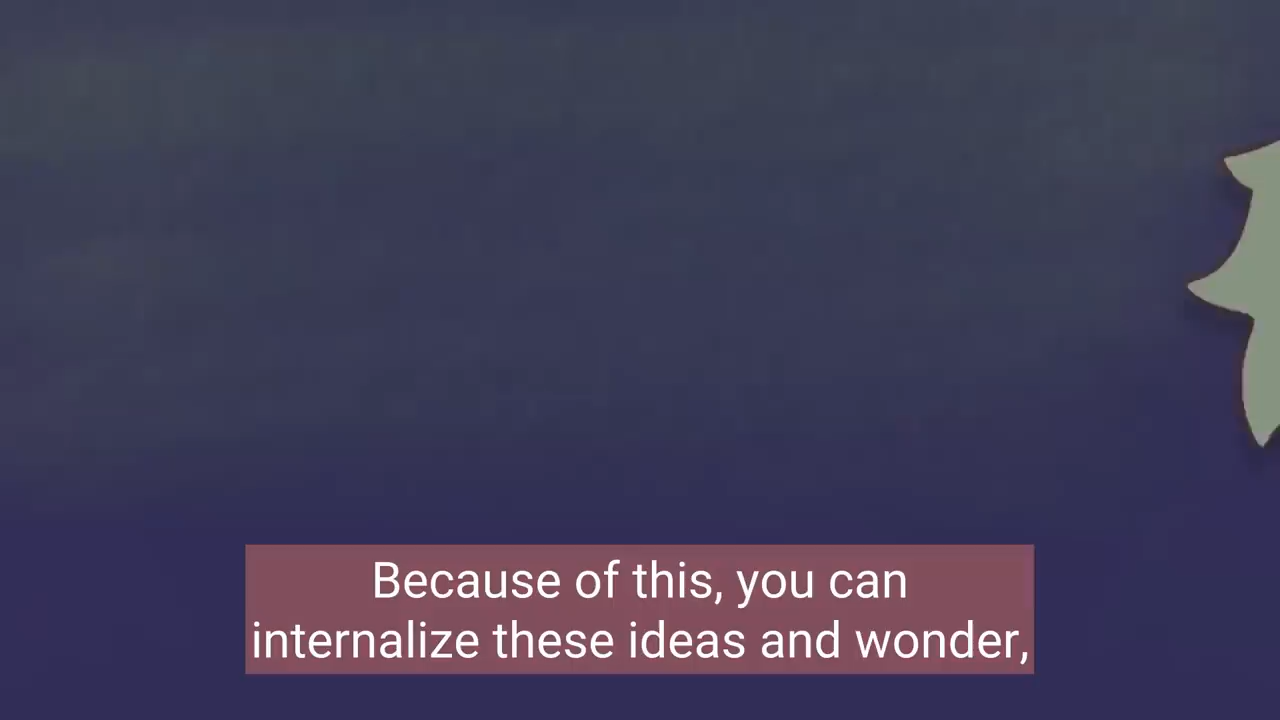 Because of this, you can
internalize these ideas and wonder,